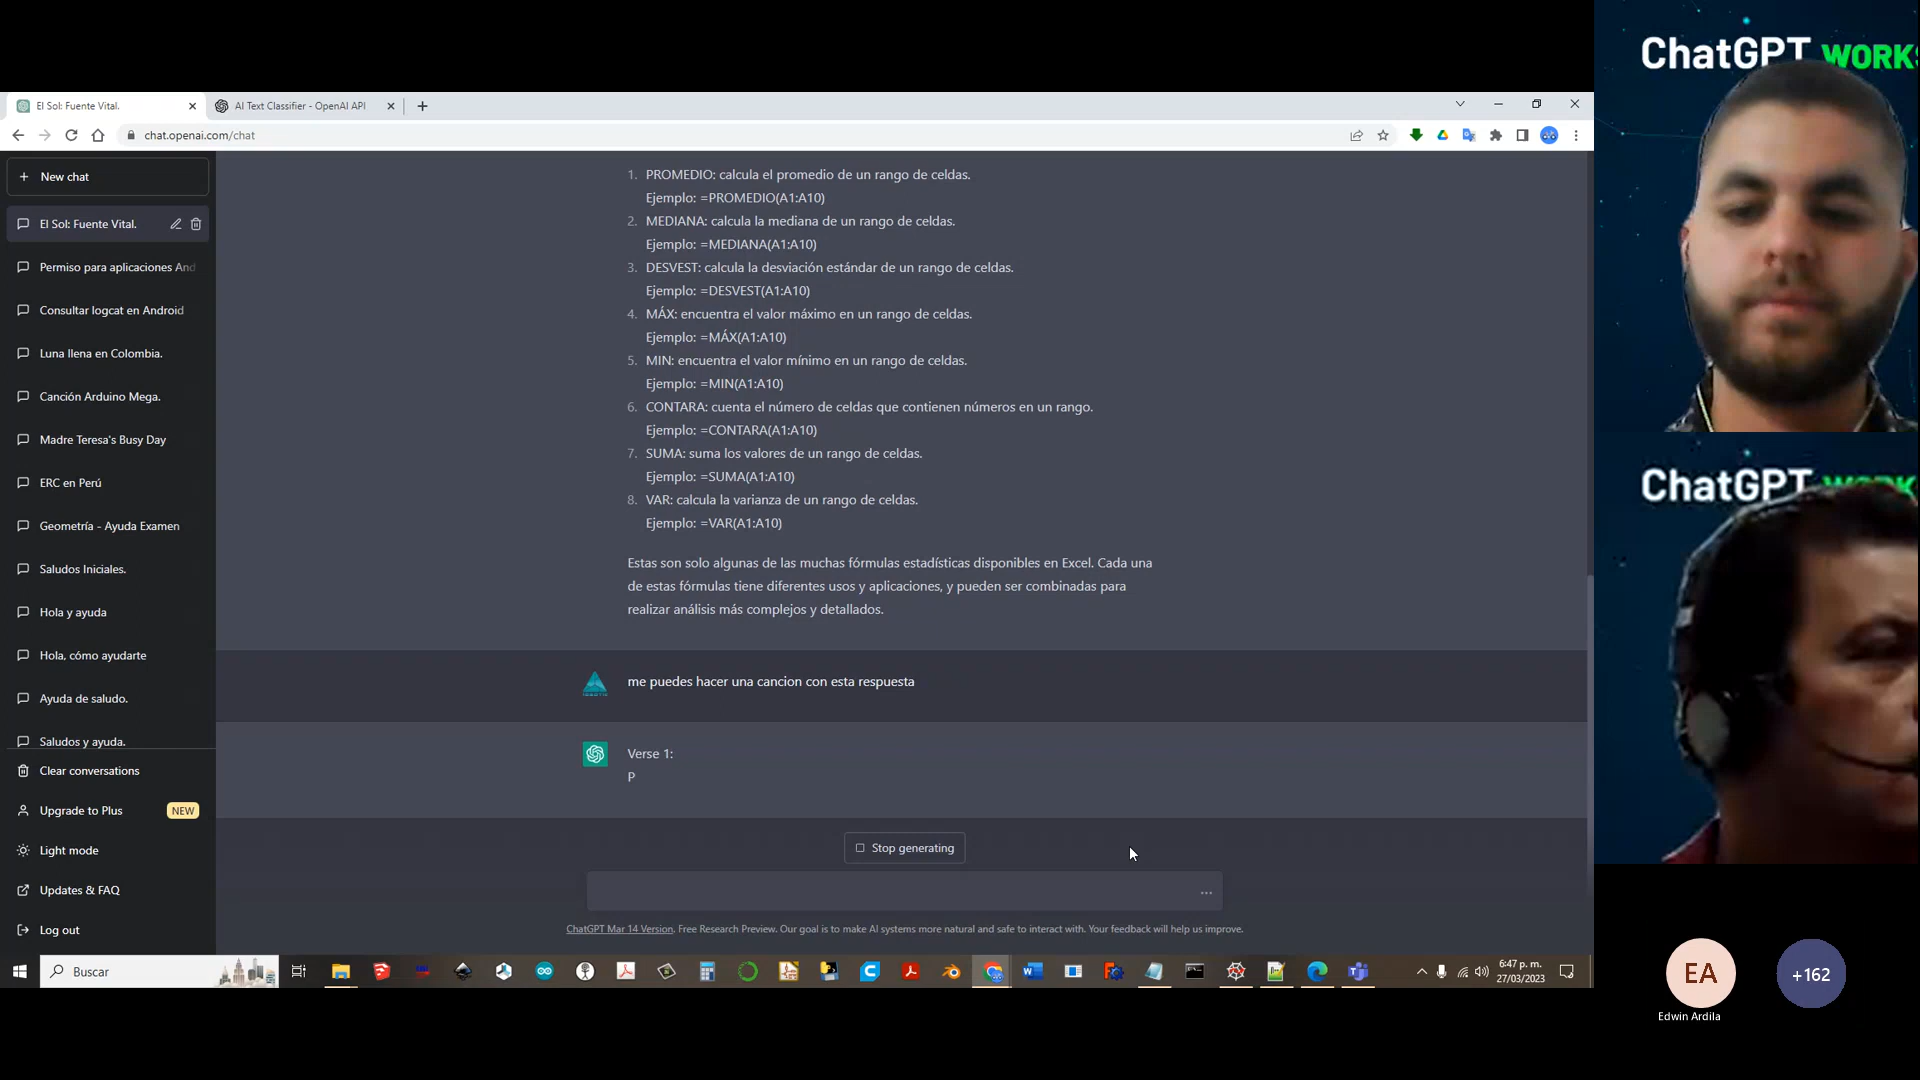 El Sol: Fuente Vital.
AI Text Classifier - OpenAI API
chat.openai.com/chat
New chat
El Sol: Fuente Vital.
Permiso para aplicaciones And
Consultar logcat en Android
Luna llena en Colombia.
Canción Arduino Mega.
Madre Teresa's Busy Day
ERC en Perú
Geometría - Ayuda Examen
Saludos Iniciales.
Hola y ayuda
Hola, cómo ayudarte
Ayuda de saludo.
Saludos y ayuda.
Clear conversations
Upgrade to Plus NEW
Light mode
Updates & FAQ
Log out
1. PROMEDIO: calcula el promedio de un rango de celdas.
Ejemplo: =PROMEDIO(A1:A10)
2. MEDIANA: calcula la mediana de un rango de celdas.
Ejemplo: =MEDIANA(A1:A10)
3. DESVEST: calcula la desviación estándar de un rango de celdas.
Ejemplo: =DESVEST(A1:A10)
4. MÁX: encuentra el valor máximo en un rango de celdas.
Ejemplo: =MÁX(A1:A10)
5. MIN: encuentra el valor mínimo en un rango de celdas.
Ejemplo: =MIN(A1:A10)
6. CONTARA: cuenta el número de celdas que contienen números en un rango.
Ejemplo: =CONTARA(A1:A10)
7. SUMA: suma los valores de un rango de celdas.
Ejemplo: =SUMA(A1:A10)
8. VAR: calcula la varianza de un rango de celdas.
Ejemplo: =VAR(A1:A10)
Estas son solo algunas de las muchas fórmulas estadísticas disponibles en Excel. Cada una
de estas fórmulas tiene diferentes usos y aplicaciones, y pueden ser combinadas para
realizar análisis más complejos y detallados.
me puedes hacer una cancion con esta respuesta
Verse 1:
P
Stop generating
ChatGPT Mar 14 Version. Free Research Preview. Our goal is to make AI systems more natural and safe to interact with. Your feedback will help us improve.
Buscar
6:47 p. m.
27/03/2023
ChatGPT WORKS
ChatGPT WORK
EA
+162
Edwin Ardila